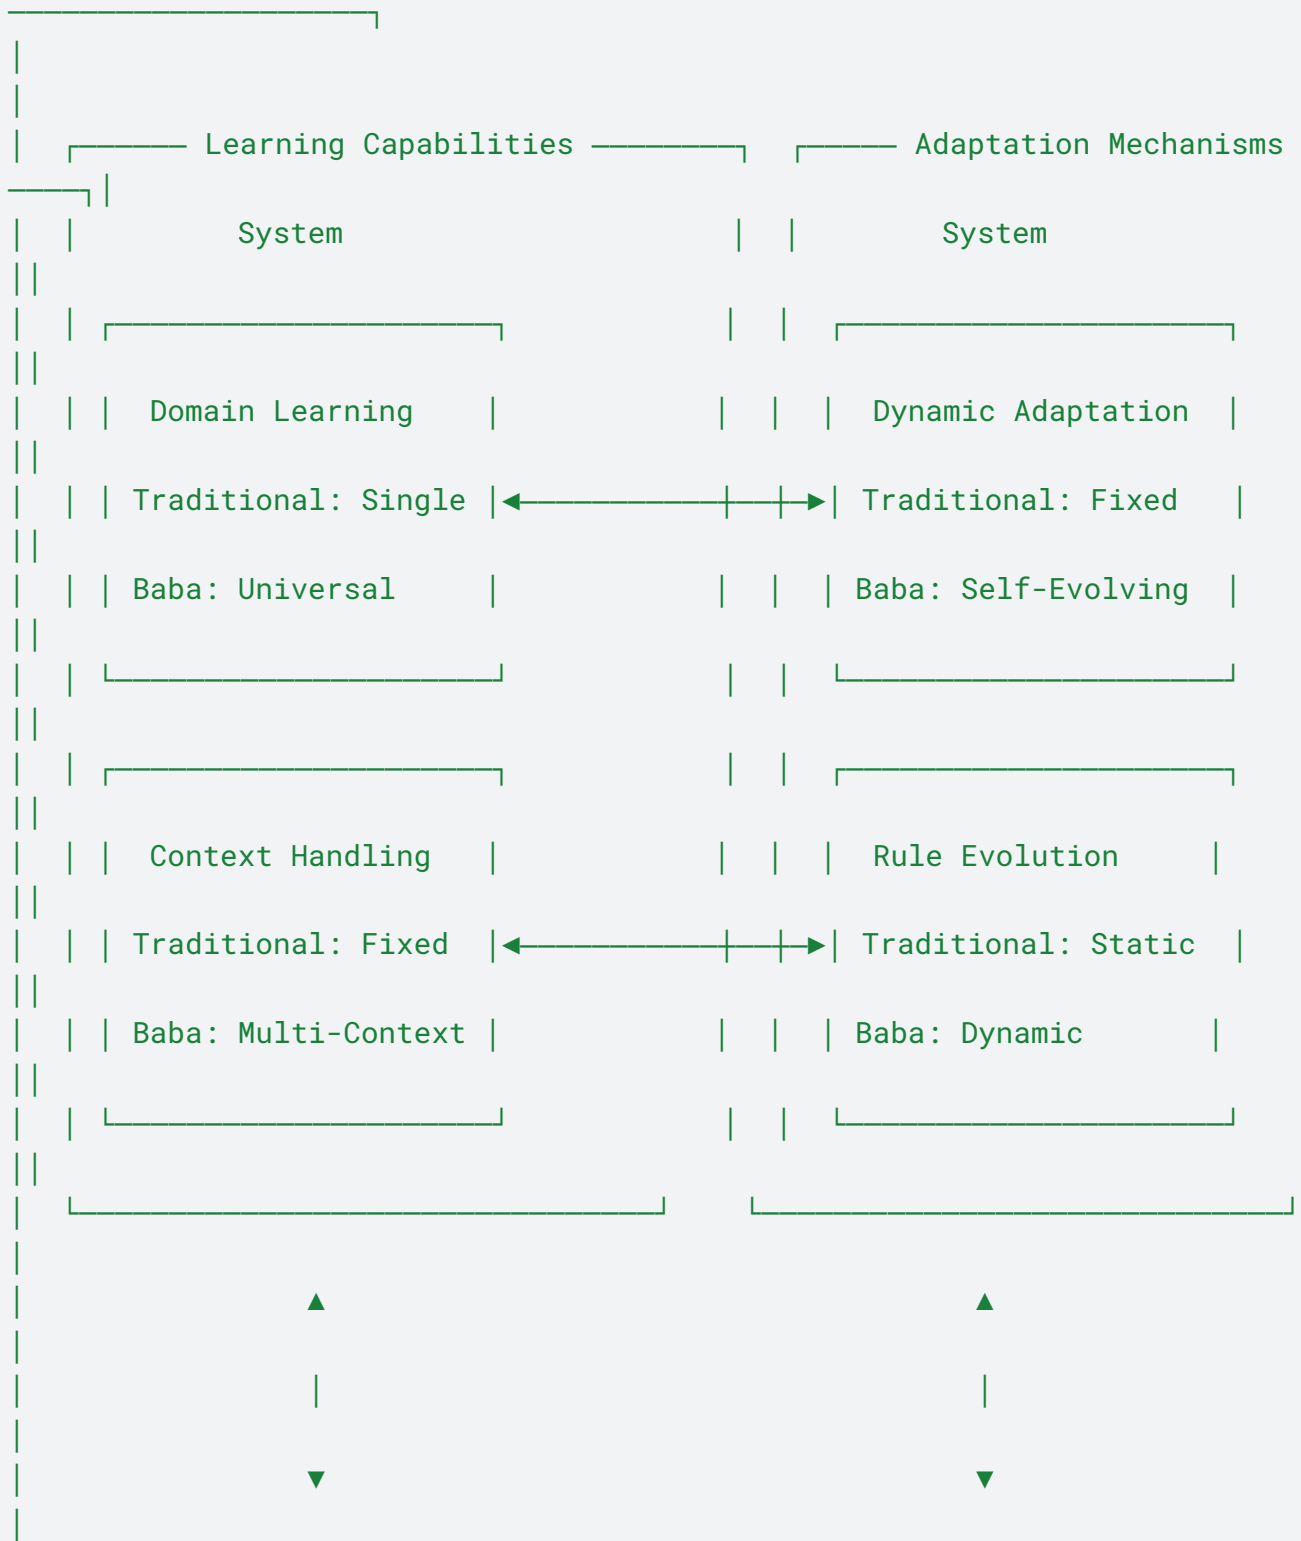 Learning Capabilities Adaptation Mechanisms
System System
Domain Learning Dynamic Adaptation
Traditional: Single Traditional: Fixed
Baba: Universal Baba: Self-Evolving
Context Handling Rule Evolution
Traditional: Fixed Traditional: Static
Baba: Multi-Context Baba: Dynamic